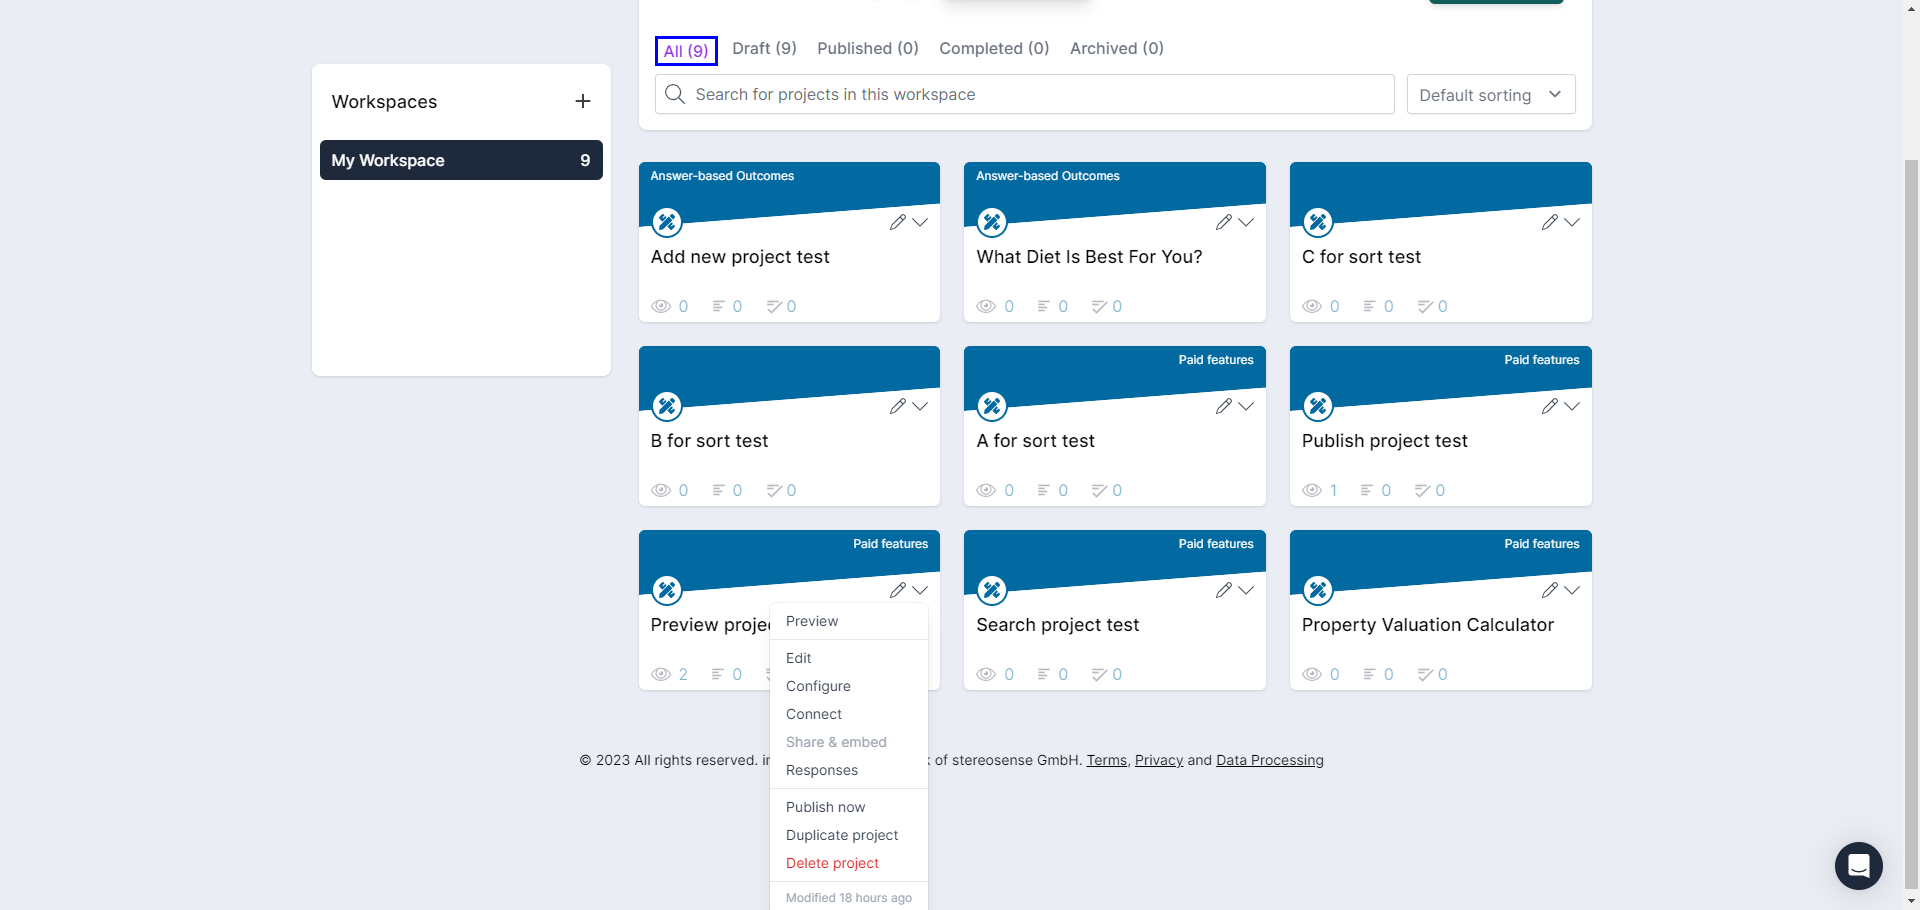 All (9)
Draft (9)
Published (0)
Completed (0)
Archived (0)
Workspaces
Search for projects in this workspace
Default sorting
My Workspace 9
Answer-based Outcomes
Add new project test
0 0 0
Answer-based Outcomes
What Diet Is Best For You?
0 0 0
C for sort test
0 0 0
B for sort test
0 0 0
Paid features
A for sort test
0 0 0
Paid features
Publish project test
1 0 0
Paid features
Preview
2 0
Paid features
Search project test
0 0 0
Paid features
Property Valuation Calculator
0 0 0
Preview
Edit
Configure
Connect
Share & embed
Responses
Publish now
Duplicate project
Delete project
Modified 18 hours ago
© 2023 All rights reserved. of stereosense GmbH. Terms, Privacy and Data Processing